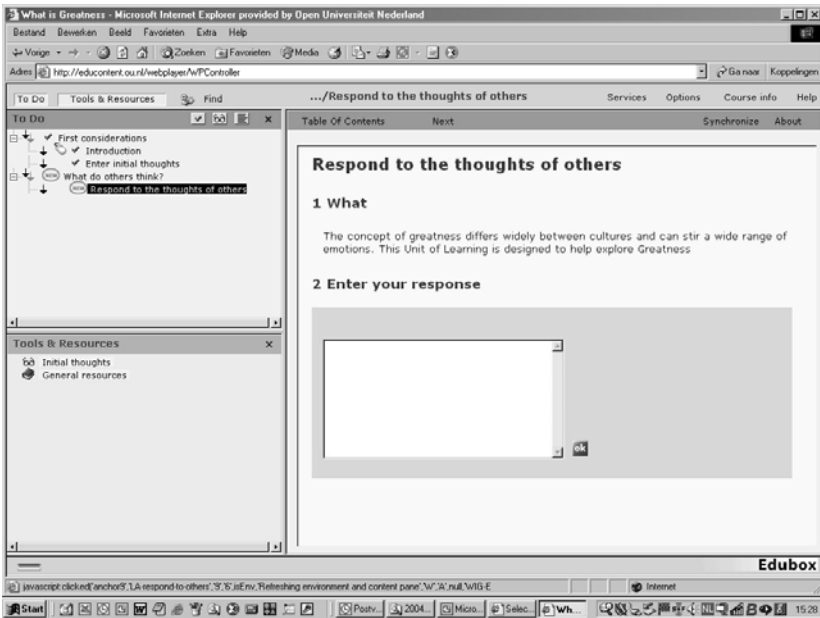 What is Greatness - Microsoft Internet Explorer provided by Open Universiteit Nederland
Bestand Bewerken Beeld Favorieten Extra Help
Vorige Zoeken Favorieten Media
Adres http://educontent.ou.nl/webplayer/WPController Ga naar Koppelingen
To Do Tools & Resources Find .../Respond to the thoughts of others Services Options Course info Help
To Do
Table Of Contents Next Synchronize About
First considerations
Introduction
Enter initial thoughts
What do others think?
Respond to the thoughts of others
Tools & Resources
Initial thoughts
General resources
Respond to the thoughts of others
1 What
The concept of greatness differs widely between cultures and can stir a wide range of
emotions. This Unit of Learning is designed to help explore Greatness
2 Enter your response
ok
Edubox
javascript:clicked('anchor9','LA-respond-to-others','9','6',isEnv,'Refreshing environment and content pane','W','A',null,'WIG-E Internet
Start Postv... 2004... Micro... Selec... Wh... 15:28